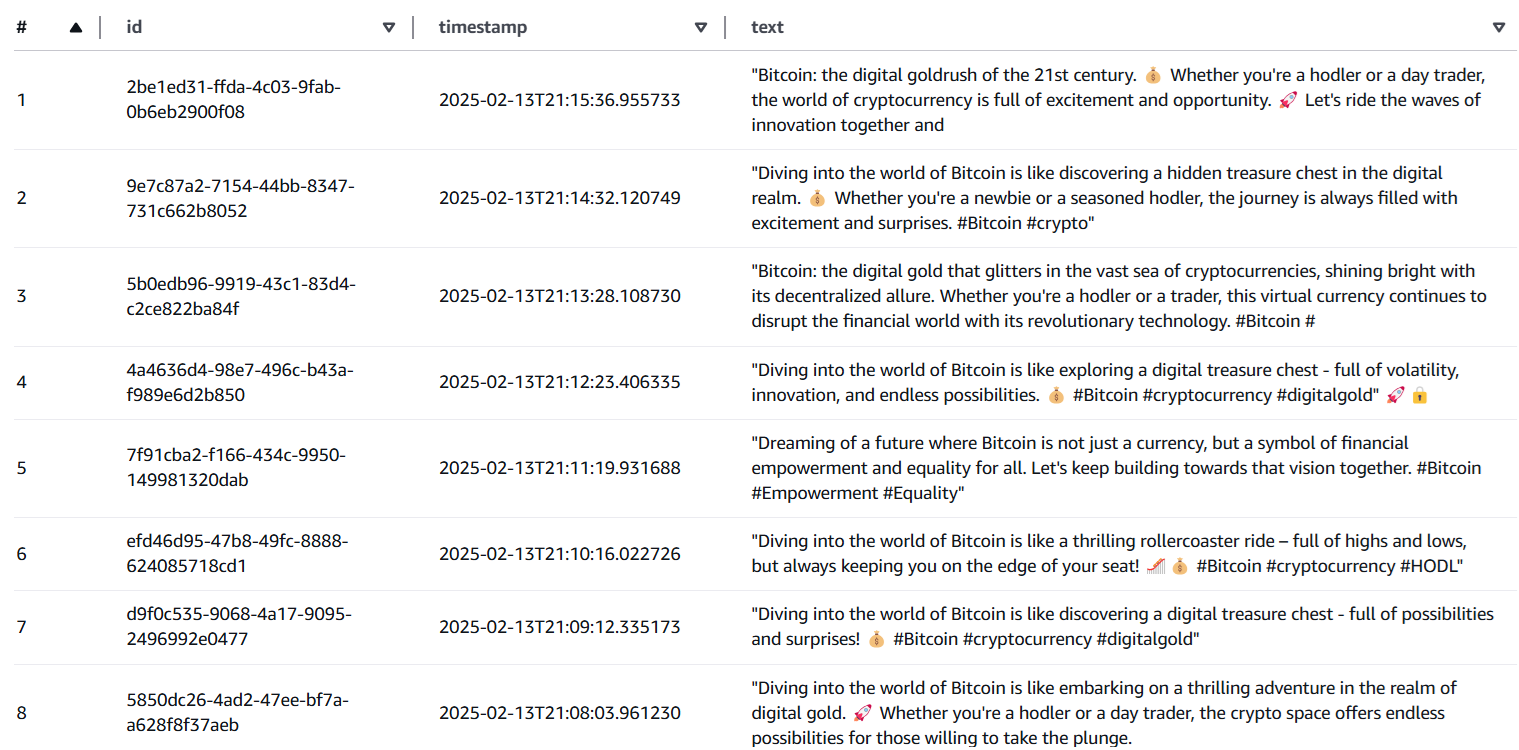 # id timestamp text
1 2be1ed31-ffda-4c03-9fab-0b6eb2900f08 2025-02-13T21:15:36.955733 "Bitcoin: the digital goldrush of the 21st century. 💰 Whether you're a hodler or a day trader,
the world of cryptocurrency is full of excitement and opportunity. 🚀 Let's ride the waves of
innovation together and
2 9e7c87a2-7154-44bb-8347-731c662b8052 2025-02-13T21:14:32.120749 "Diving into the world of Bitcoin is like discovering a hidden treasure chest in the digital
realm. 💰 Whether you're a newbie or a seasoned hodler, the journey is always filled with
excitement and surprises. #Bitcoin #crypto"
3 5b0edb96-9919-43c1-83d4-c2ce822ba84f 2025-02-13T21:13:28.108730 "Bitcoin: the digital gold that glitters in the vast sea of cryptocurrencies, shining bright with
its decentralized allure. Whether you're a hodler or a trader, this virtual currency continues to
disrupt the financial world with its revolutionary technology. #Bitcoin #
4 4a4636d4-98e7-496c-b43a-f989e6d2b850 2025-02-13T21:12:23.406335 "Diving into the world of Bitcoin is like exploring a digital treasure chest - full of volatility,
innovation, and endless possibilities. 💰 #Bitcoin #cryptocurrency #digitalgold" 🚀 🔒
5 7f91cba2-f166-434c-9950-149981320dab 2025-02-13T21:11:19.931688 "Dreaming of a future where Bitcoin is not just a currency, but a symbol of financial
empowerment and equality for all. Let's keep building towards that vision together. #Bitcoin
#Empowerment #Equality"
6 efd46d95-47b8-49fc-8888-624085718cd1 2025-02-13T21:10:16.022726 "Diving into the world of Bitcoin is like a thrilling rollercoaster ride – full of highs and lows,
but always keeping you on the edge of your seat! 🎢 💰 #Bitcoin #cryptocurrency #HODL"
7 d9f0c535-9068-4a17-9095-2496992e0477 2025-02-13T21:09:12.335173 "Diving into the world of Bitcoin is like discovering a digital treasure chest - full of possibilities
and surprises! 💰 #Bitcoin #cryptocurrency #digitalgold"
8 5850dc26-4ad2-47ee-bf7a-a628f8f37aeb 2025-02-13T21:08:03.961230 "Diving into the world of Bitcoin is like embarking on a thrilling adventure in the realm of
digital gold. 🚀 Whether you're a hodler or a day trader, the crypto space offers endless
possibilities for those willing to take the plunge.